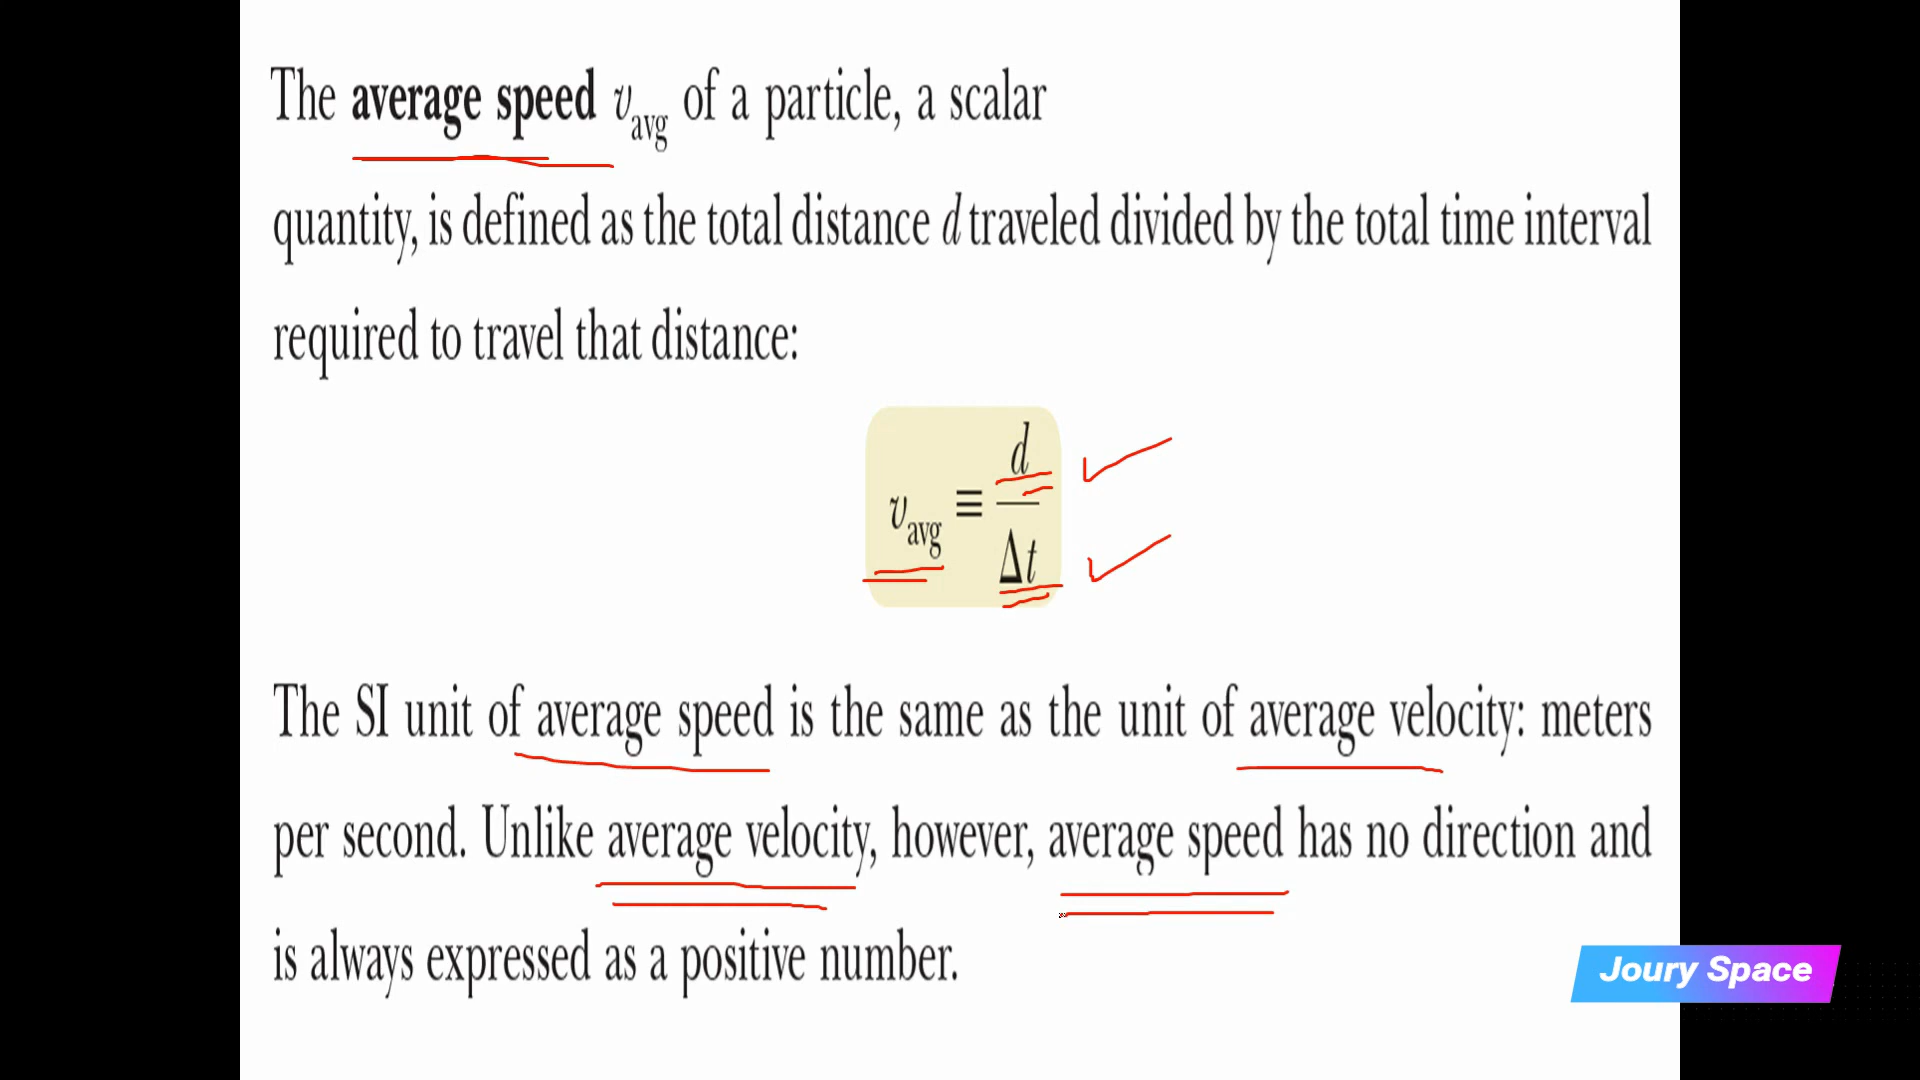 The average speed vavg of a particle, a scalar
quantity, is defined as the total distance d traveled divided by the total time interval
required to travel that distance:
vavg ≡ d / Δt
The SI unit of average speed is the same as the unit of average velocity: meters
per second. Unlike average velocity, however, average speed has no direction and
is always expressed as a positive number.
Joury Space